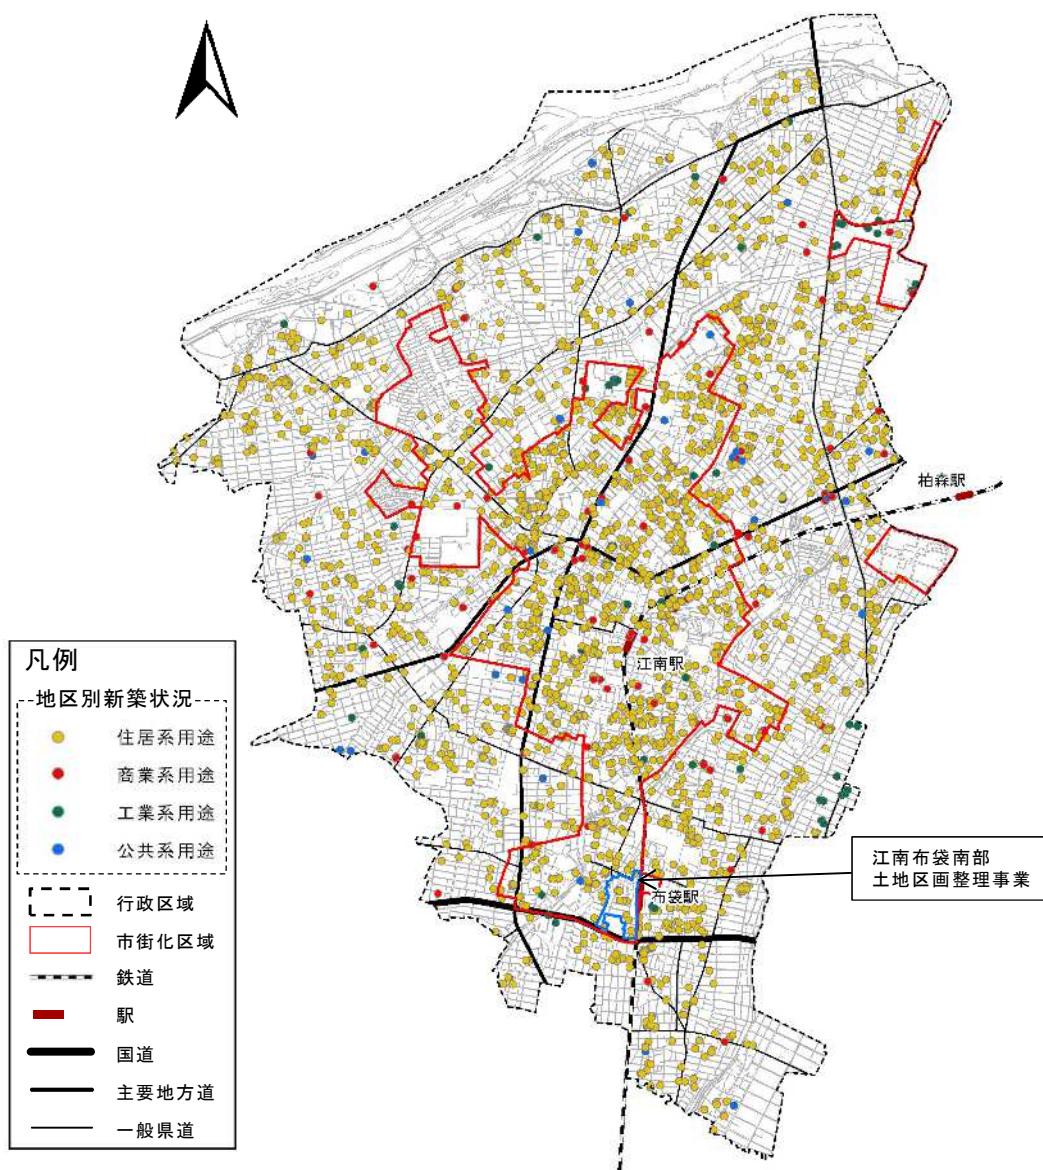 柏森駅
江南駅
凡例
地区別新築状況
住居系用途
商業系用途
工業系用途
公共系用途
行政区域
市街化区域
鉄道
駅
国道
主要地方道
一般県道
江南布袋南部
土地区画整理事業
布袋駅